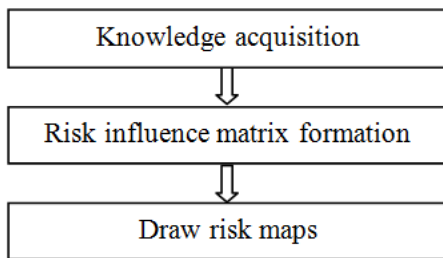 Knowledge acquisition
Risk influence matrix formation
Draw risk maps